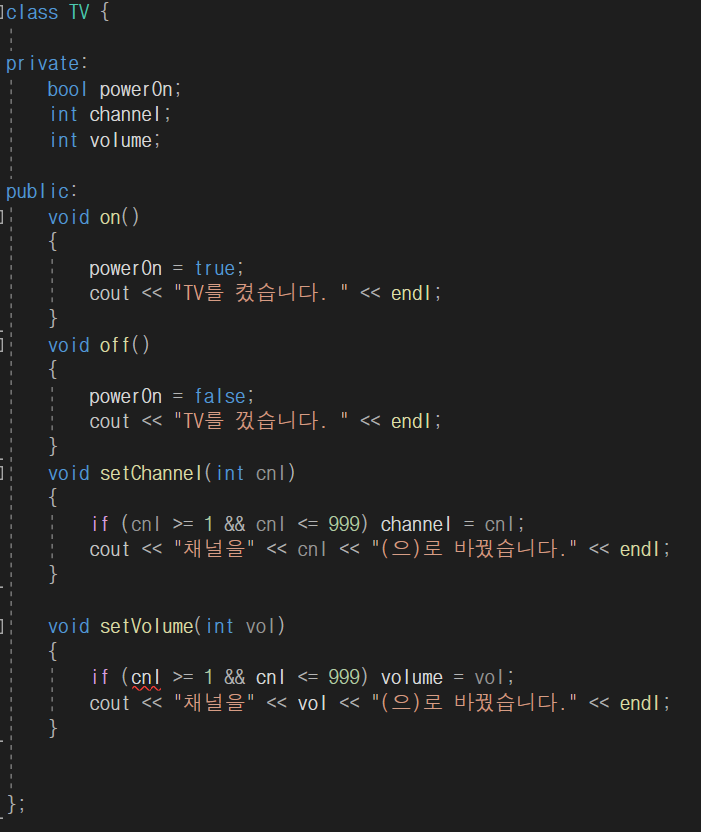 class TV {
private:
bool powerOn;
int channel;
int volume;
public:
void on()
{
powerOn = true;
cout << "TV를 켰습니다. " << endl;
}
void off()
{
powerOn = false;
cout << "TV를 껐습니다. " << endl;
}
void setChannel(int cnl)
{
if (cnl >= 1 && cnl <= 999) channel = cnl;
cout << "채널을" << cnl << "(으)로 바꿨습니다." << endl;
}
void setVolume(int vol)
{
if (cnl >= 1 && cnl <= 999) volume = vol;
cout << "채널을" << vol << "(으)로 바꿨습니다." << endl;
}
};